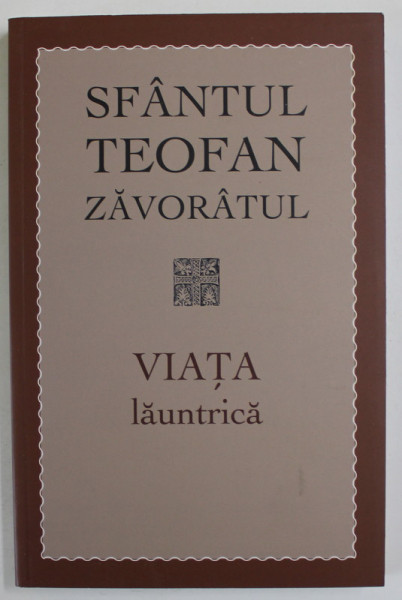 SFÂNTUL
TEOFAN
ZĂVORÂTUL
VIAȚA
lăuntrică